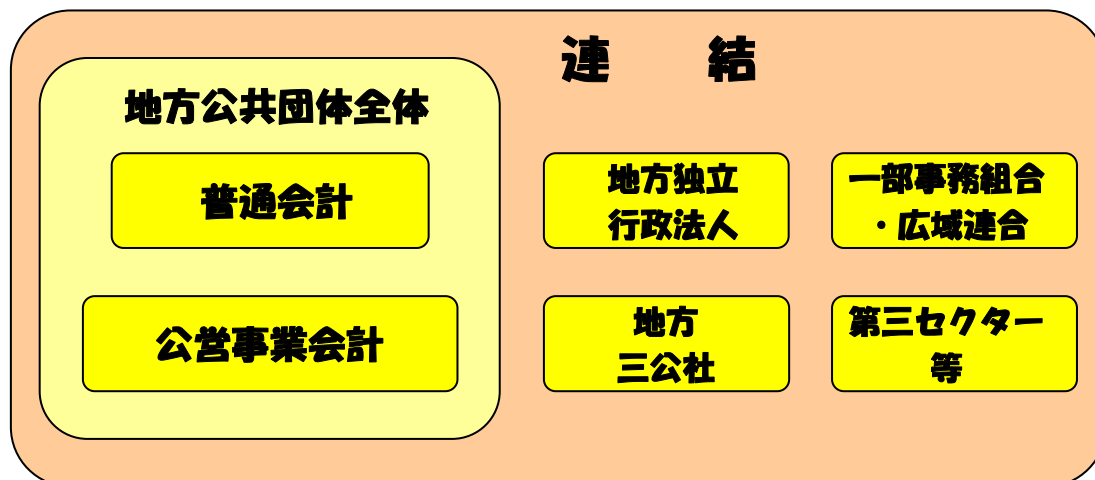 連 結
地方公共団体全体
普通会計
公営事業会計
地方独立
行政法人
一部事務組合
・広域連合
地方
三公社
第三セクター
等